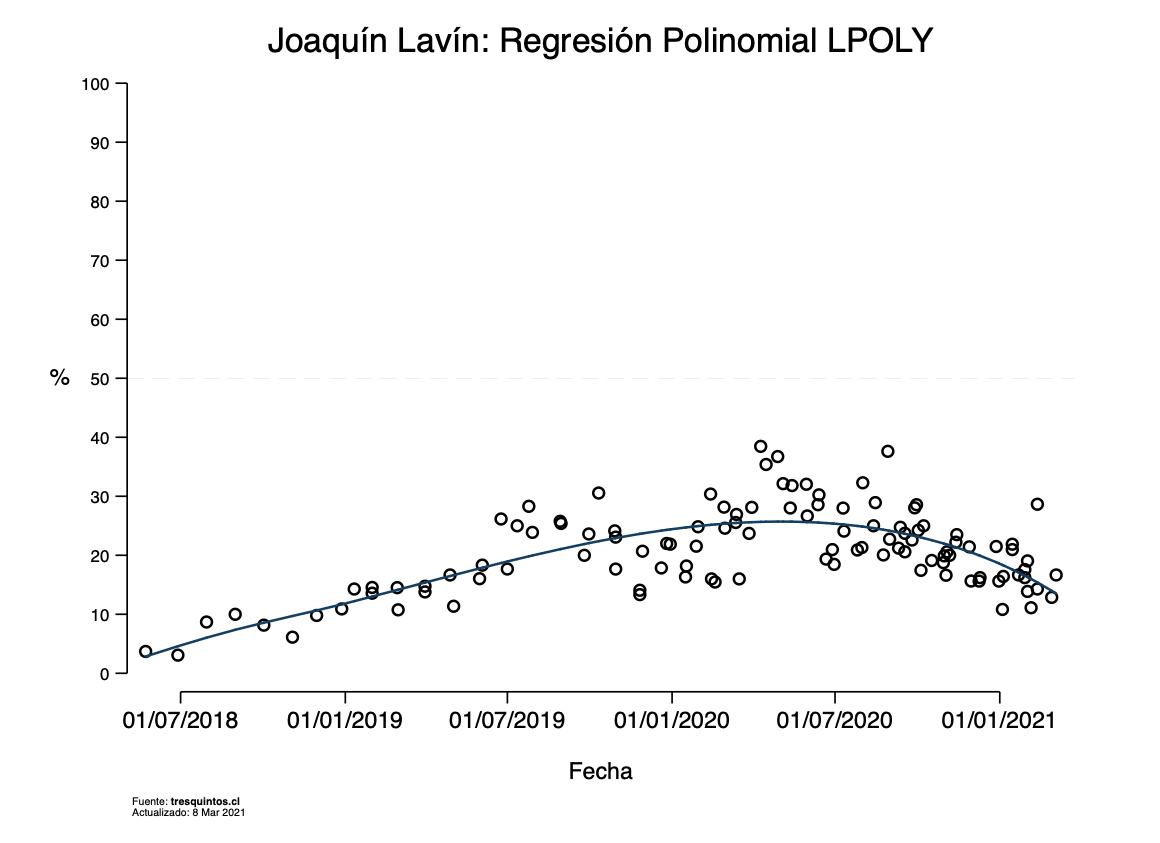 Joaquín Lavín: Regresión Polinomial LPOLY
100
90
80
70
60
% 50
40
30
20
10
0
01/07/2018 01/01/2019 01/07/2019 01/01/2020 01/07/2020 01/01/2021
Fecha
Fuente: tresquintos.cl
Actualizado: 8 Mar 2021